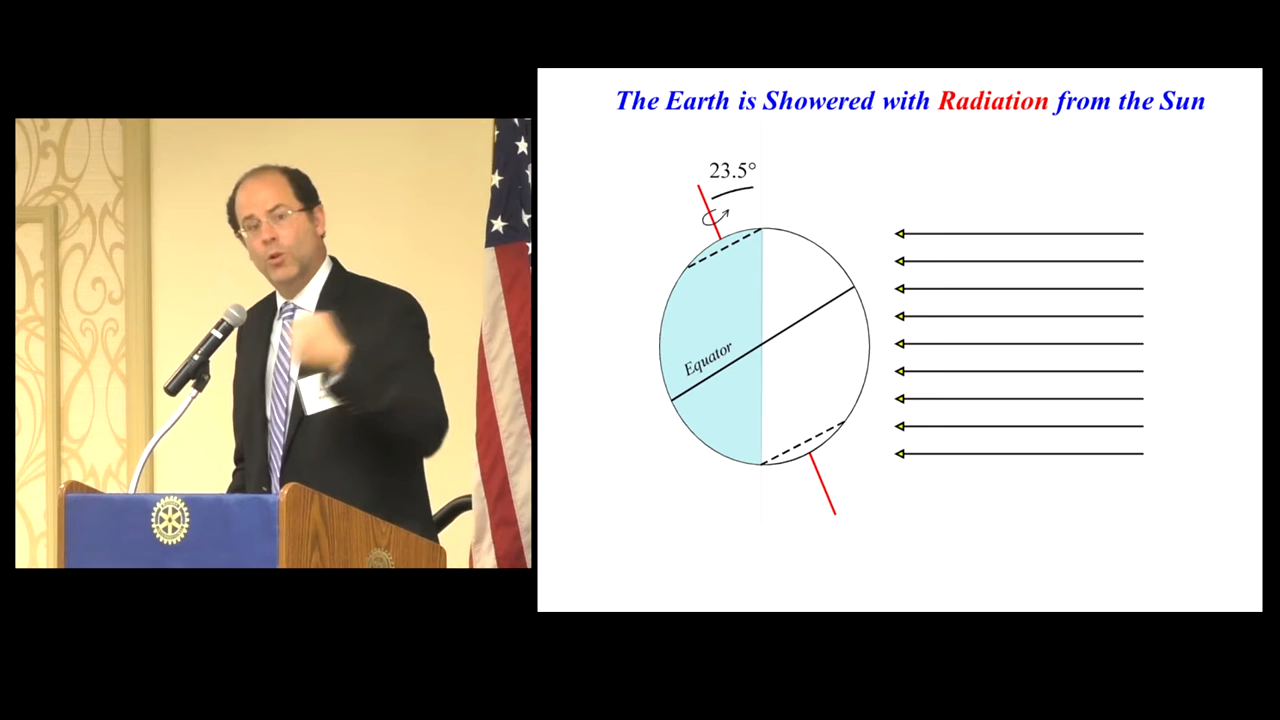 The Earth is Showered with Radiation from the Sun
23.5°
Equator